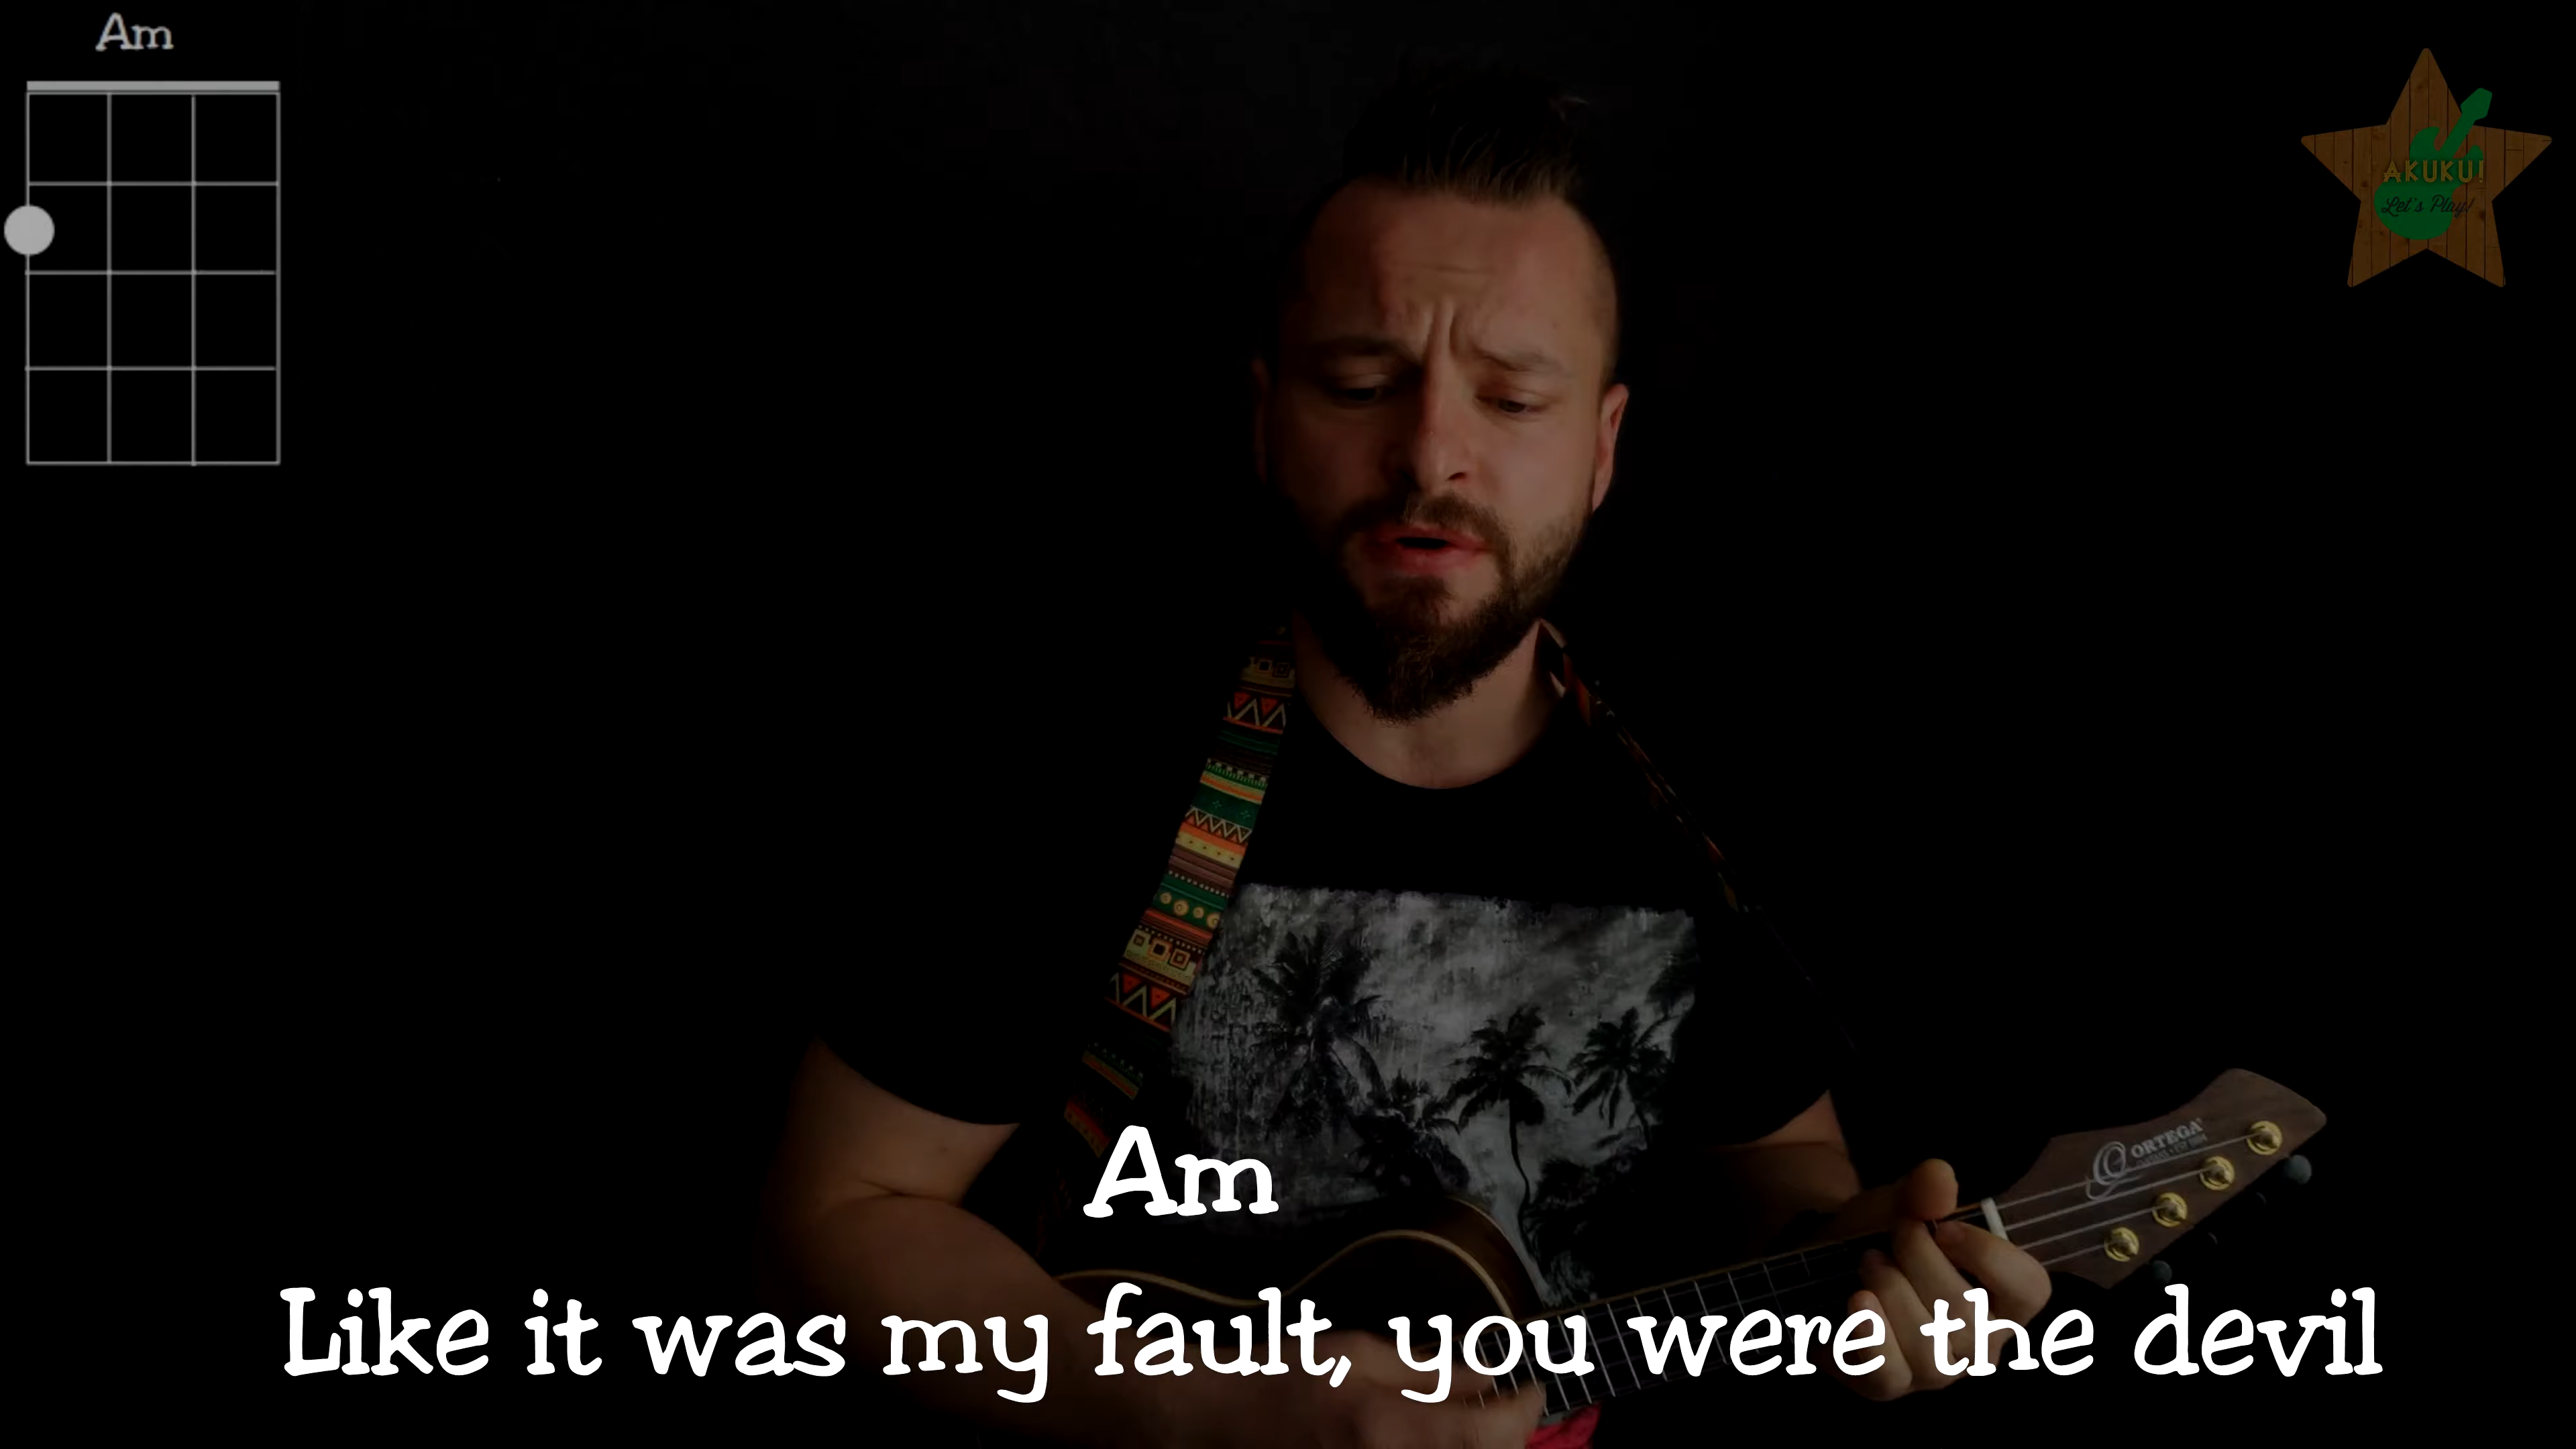 Am
AKUKU!
Let's Play!
ORTEGA
Am
Like it was my fault, you were the devil